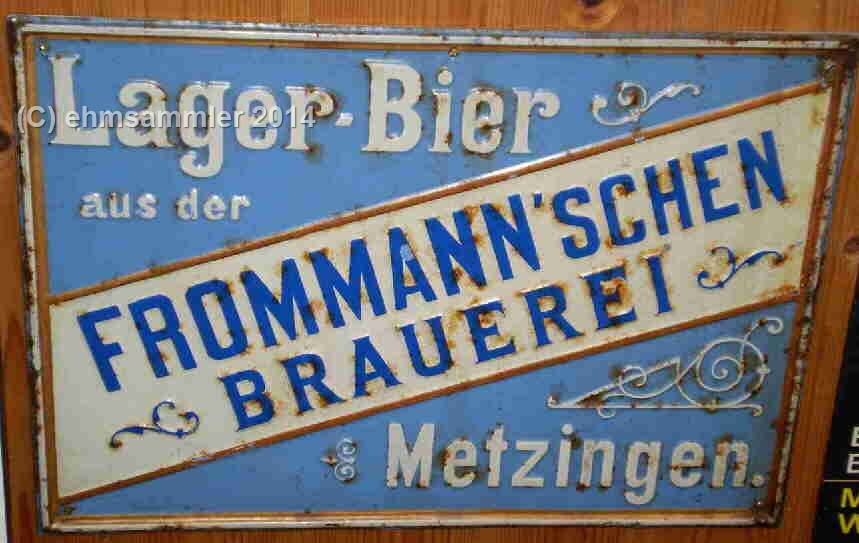 Lager-Bier
(C) ehmsammler 2014
aus der
FROMMANN'SCHEN
BRAUEREI
Metzingen.